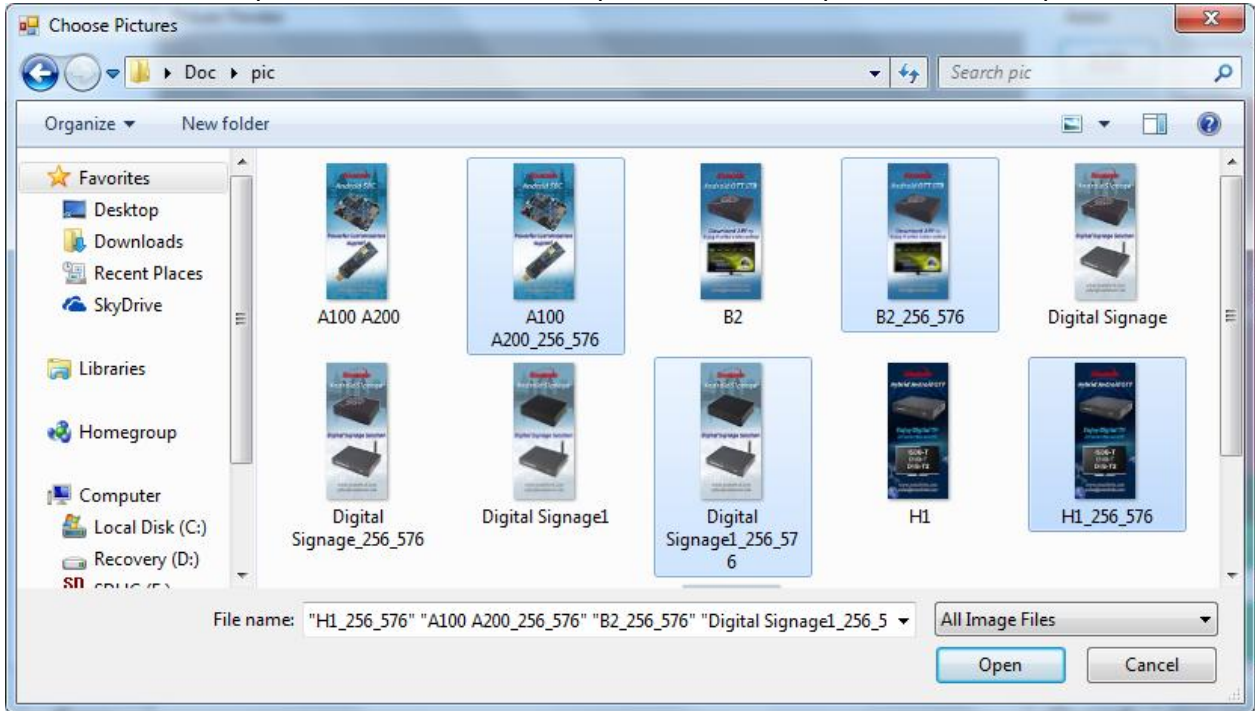 Choose Pictures
Doc
pic
Search pic
Organize
New folder
Favorites
Desktop
Downloads
Recent Places
SkyDrive
Libraries
Homegroup
Computer
Local Disk (C:)
Recovery (D:)
A100 A200
A100
A200_256_576
B2
B2_256_576
Digital Signage
Digital
Signage_256_576
Digital Signage1
Digital
Signage1_256_57
6
H1
H1_256_576
File name:
"H1_256_576" "A100 A200_256_576" "B2_256_576" "Digital Signage1_256_5
All Image Files
Open
Cancel